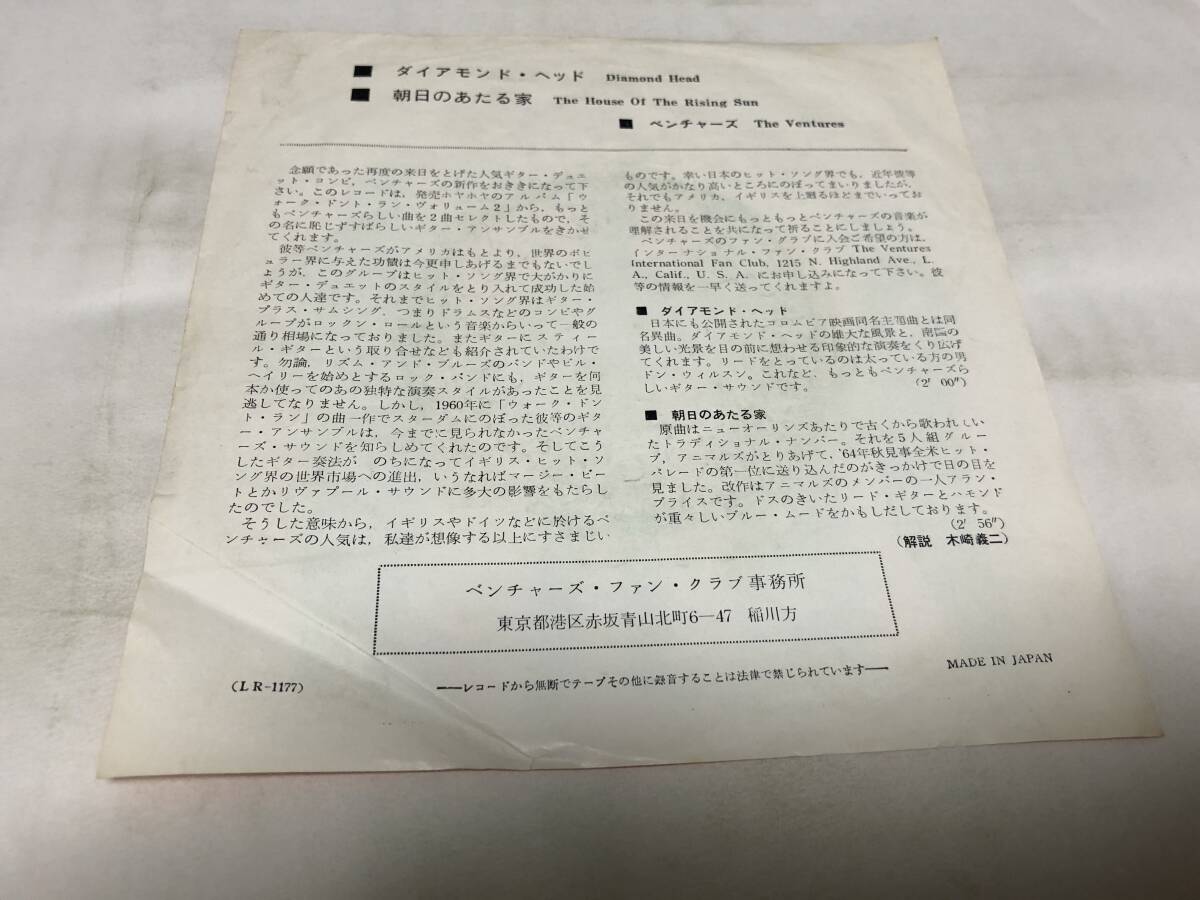 ■ ダイアモンド・ヘッド Diamond Head
■ 朝日のあたる家 The House Of The Rising Sun
■ ベンチャーズ The Ventures
念願であった再度の来日をとげた人気ギター・デュエ
ット・コンビ，ベンチャーズの新作をおききになって下
さい。このレコードは，発売ホヤホヤのアルバム「ウ
ォーク・ドント・ラン・ヴォリューム2」から，もっと
もベンチャーズらしい曲を2曲セレクトしたもので，そ
の名に恥じずすばらしいギター・アンサンブルをきかせ
てくれます。
彼等ベンチャーズがアメリカはもとより，世界のポピ
ュラー界に与えた功績は今更申しあげるまでもないでし
ょうが，このグループはヒット・ソング界で大がかりに
ギター・デュエットのスタイルをとり入れて成功した始
めての人達です。それまでヒット・ソング界はギター・
プラス・サムシング，つまりドラムスなどのコンビやグ
ループがロックン・ロールという音楽からいって一般の
通り相場になっておりました。またギターにスティー
ル・ギターという取り合せなども紹介されていたわけで
す。勿論，リズム・アンド・ブルーズのバンドやビル・
ヘイリーを始めとするロック・バンドにも，ギターを何
本か使ってのあの独特な演奏スタイルがあったことを見
逃してなりません。しかし，1960年に「ウォーク・ドン
ト・ラン」の曲一作でスターダムにのぼった彼等のギタ
ー・アンサンブルは，今までに見られなかったベンチャ
ーズ・サウンドを知らしめてくれたのです。そしてこう
したギター奏法が のちになってイギリス・ヒット・ソ
ング界の世界市場への進出，いうなればマージー・ビー
トとかリヴァプール・サウンドに多大の影響をもたらし
たのでした。
そうした意味から，イギリスやドイツなどに於けるベ
ンチャーズの人気は，私達が想像する以上にすさまじい
ものです。幸い日本のヒット・ソング界でも，近年彼等
の人気がかなり高いところにのぼってまいりましたが，
それでもアメリカ，イギリスを上廻るほどまでいってお
りません。
この来日を機会にもっともっとベンチャーズの音楽が
理解されることを共になって祈ることにしましょう。
ベンチャーズのファン・グラブに入会ご希望の方は，
インターナショナル・ファン・クラブ The Ventures
International Fan Club, 1215 N. Highland Ave., L.
A., Calif., U. S. A. にお申し込みになって下さい。彼
等の情報を一早く送ってくれますよ。
■ ダイアモンド・ヘッド
日本にも公開されたコロムビア映画同名主題曲とは同
名異曲。ダイアモンド・ヘッドの雄大な風景と，南国の
美しい光景を目の前に想わせる印象的な演奏をくり広げ
てくれます。リードをとっているのは太っている方の男
ドン・ウィルスン。これなど，もっともベンチャーズら
しいギター・サウンドです。 (2′ 00″)
■ 朝日のあたる家
原曲はニューオーリンズあたりで古くから歌われてい
たトラディショナル・ナンバー。それを5人組グルー
プ，アニマルズがとりあげて，'64年秋見事全米ヒット・
パレードの第一位に送り込んだのがきっかけで日の目を
見ました。改作はアニマルズのメンバーの一人アラン・
プライスです。ドスのきいたリード・ギターとハモンド
が重々しいブルー・ムードをかもしだしております。
(2′ 56″)
(解説 木崎義二)
ベンチャーズ・ファン・クラブ事務所
東京都港区赤坂青山北町6—47 稲川方
(LR-1177)
——レコードから無断でテープその他に録音することは法律で禁じられています——
MADE IN JAPAN